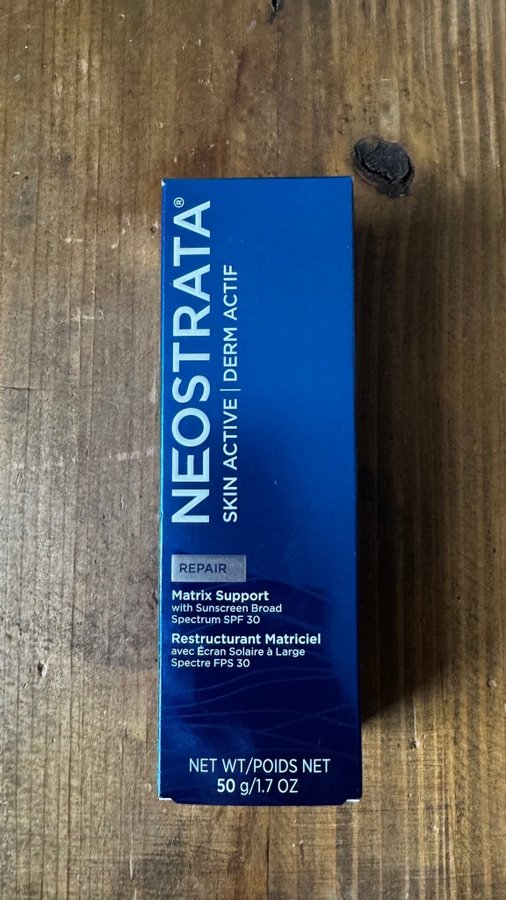 NEOSTRATA®
SKIN ACTIVE | DERM ACTIF
REPAIR
Matrix Support
with Sunscreen Broad
Spectrum SPF 30
Restructurant Matriciel
avec Écran Solaire à Large
Spectre FPS 30
NET WT/POIDS NET
50 g/1.7 OZ